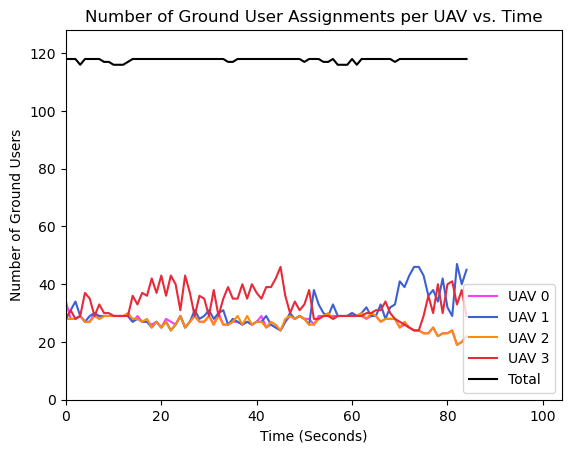 Number of Ground User Assignments per UAV vs. Time
Number of Ground Users
120
100
80
60
40
20
0
0 20 40 60 80 100
Time (Seconds)
UAV 0
UAV 1
UAV 2
UAV 3
Total